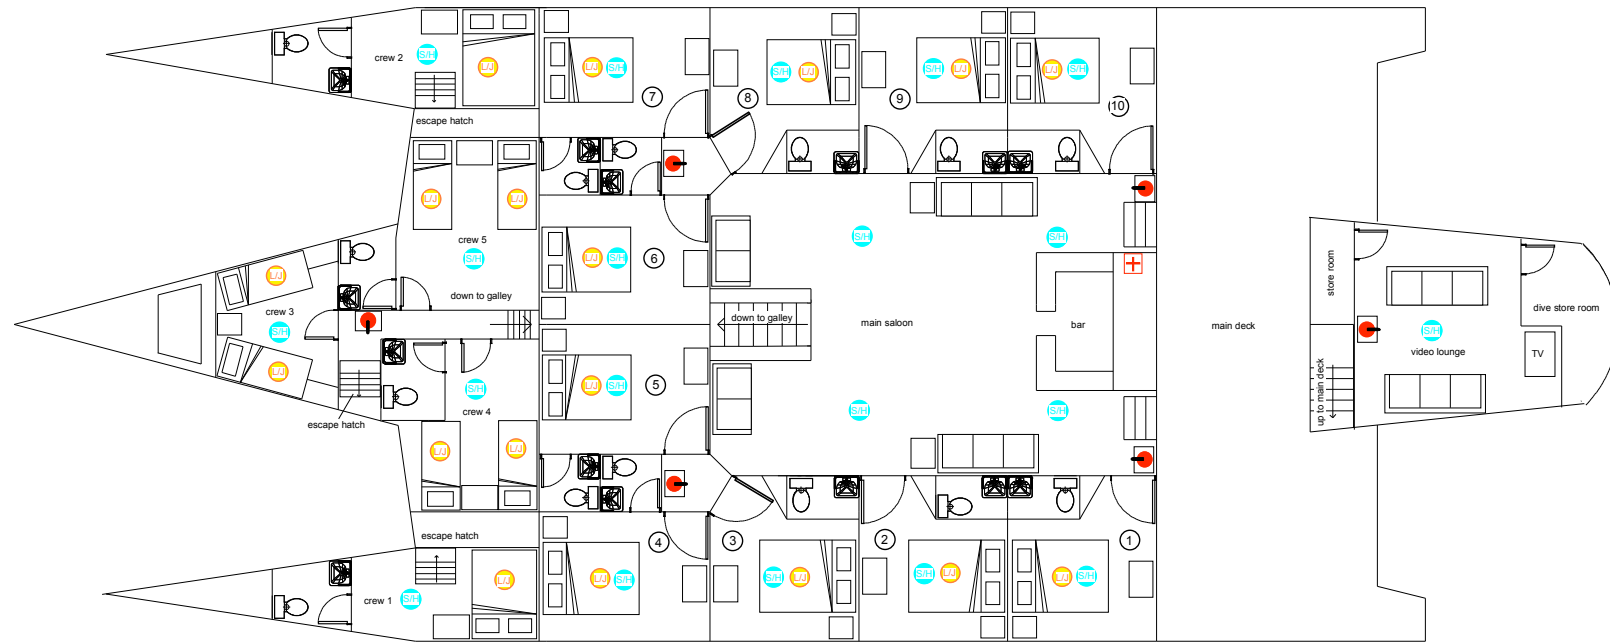 crew 2
S/H
L/J
L/J
S/H
7
S/H
L/J
8
S/H
L/J
9
L/J
S/H
10
escape hatch
L/J
L/J
crew 5
S/H
down to galley
L/J
S/H
6
S/H
S/H
store room
L/J
crew 3
S/H
L/J
down to galley
main saloon
bar
main deck
dive store room
S/H
video lounge
TV
up to main deck
escape hatch
S/H
crew 4
L/J
L/J
L/J
S/H
5
S/H
S/H
escape hatch
4
3
2
1
crew 1
S/H
L/J
L/J
S/H
S/H
L/J
S/H
L/J
L/J
S/H